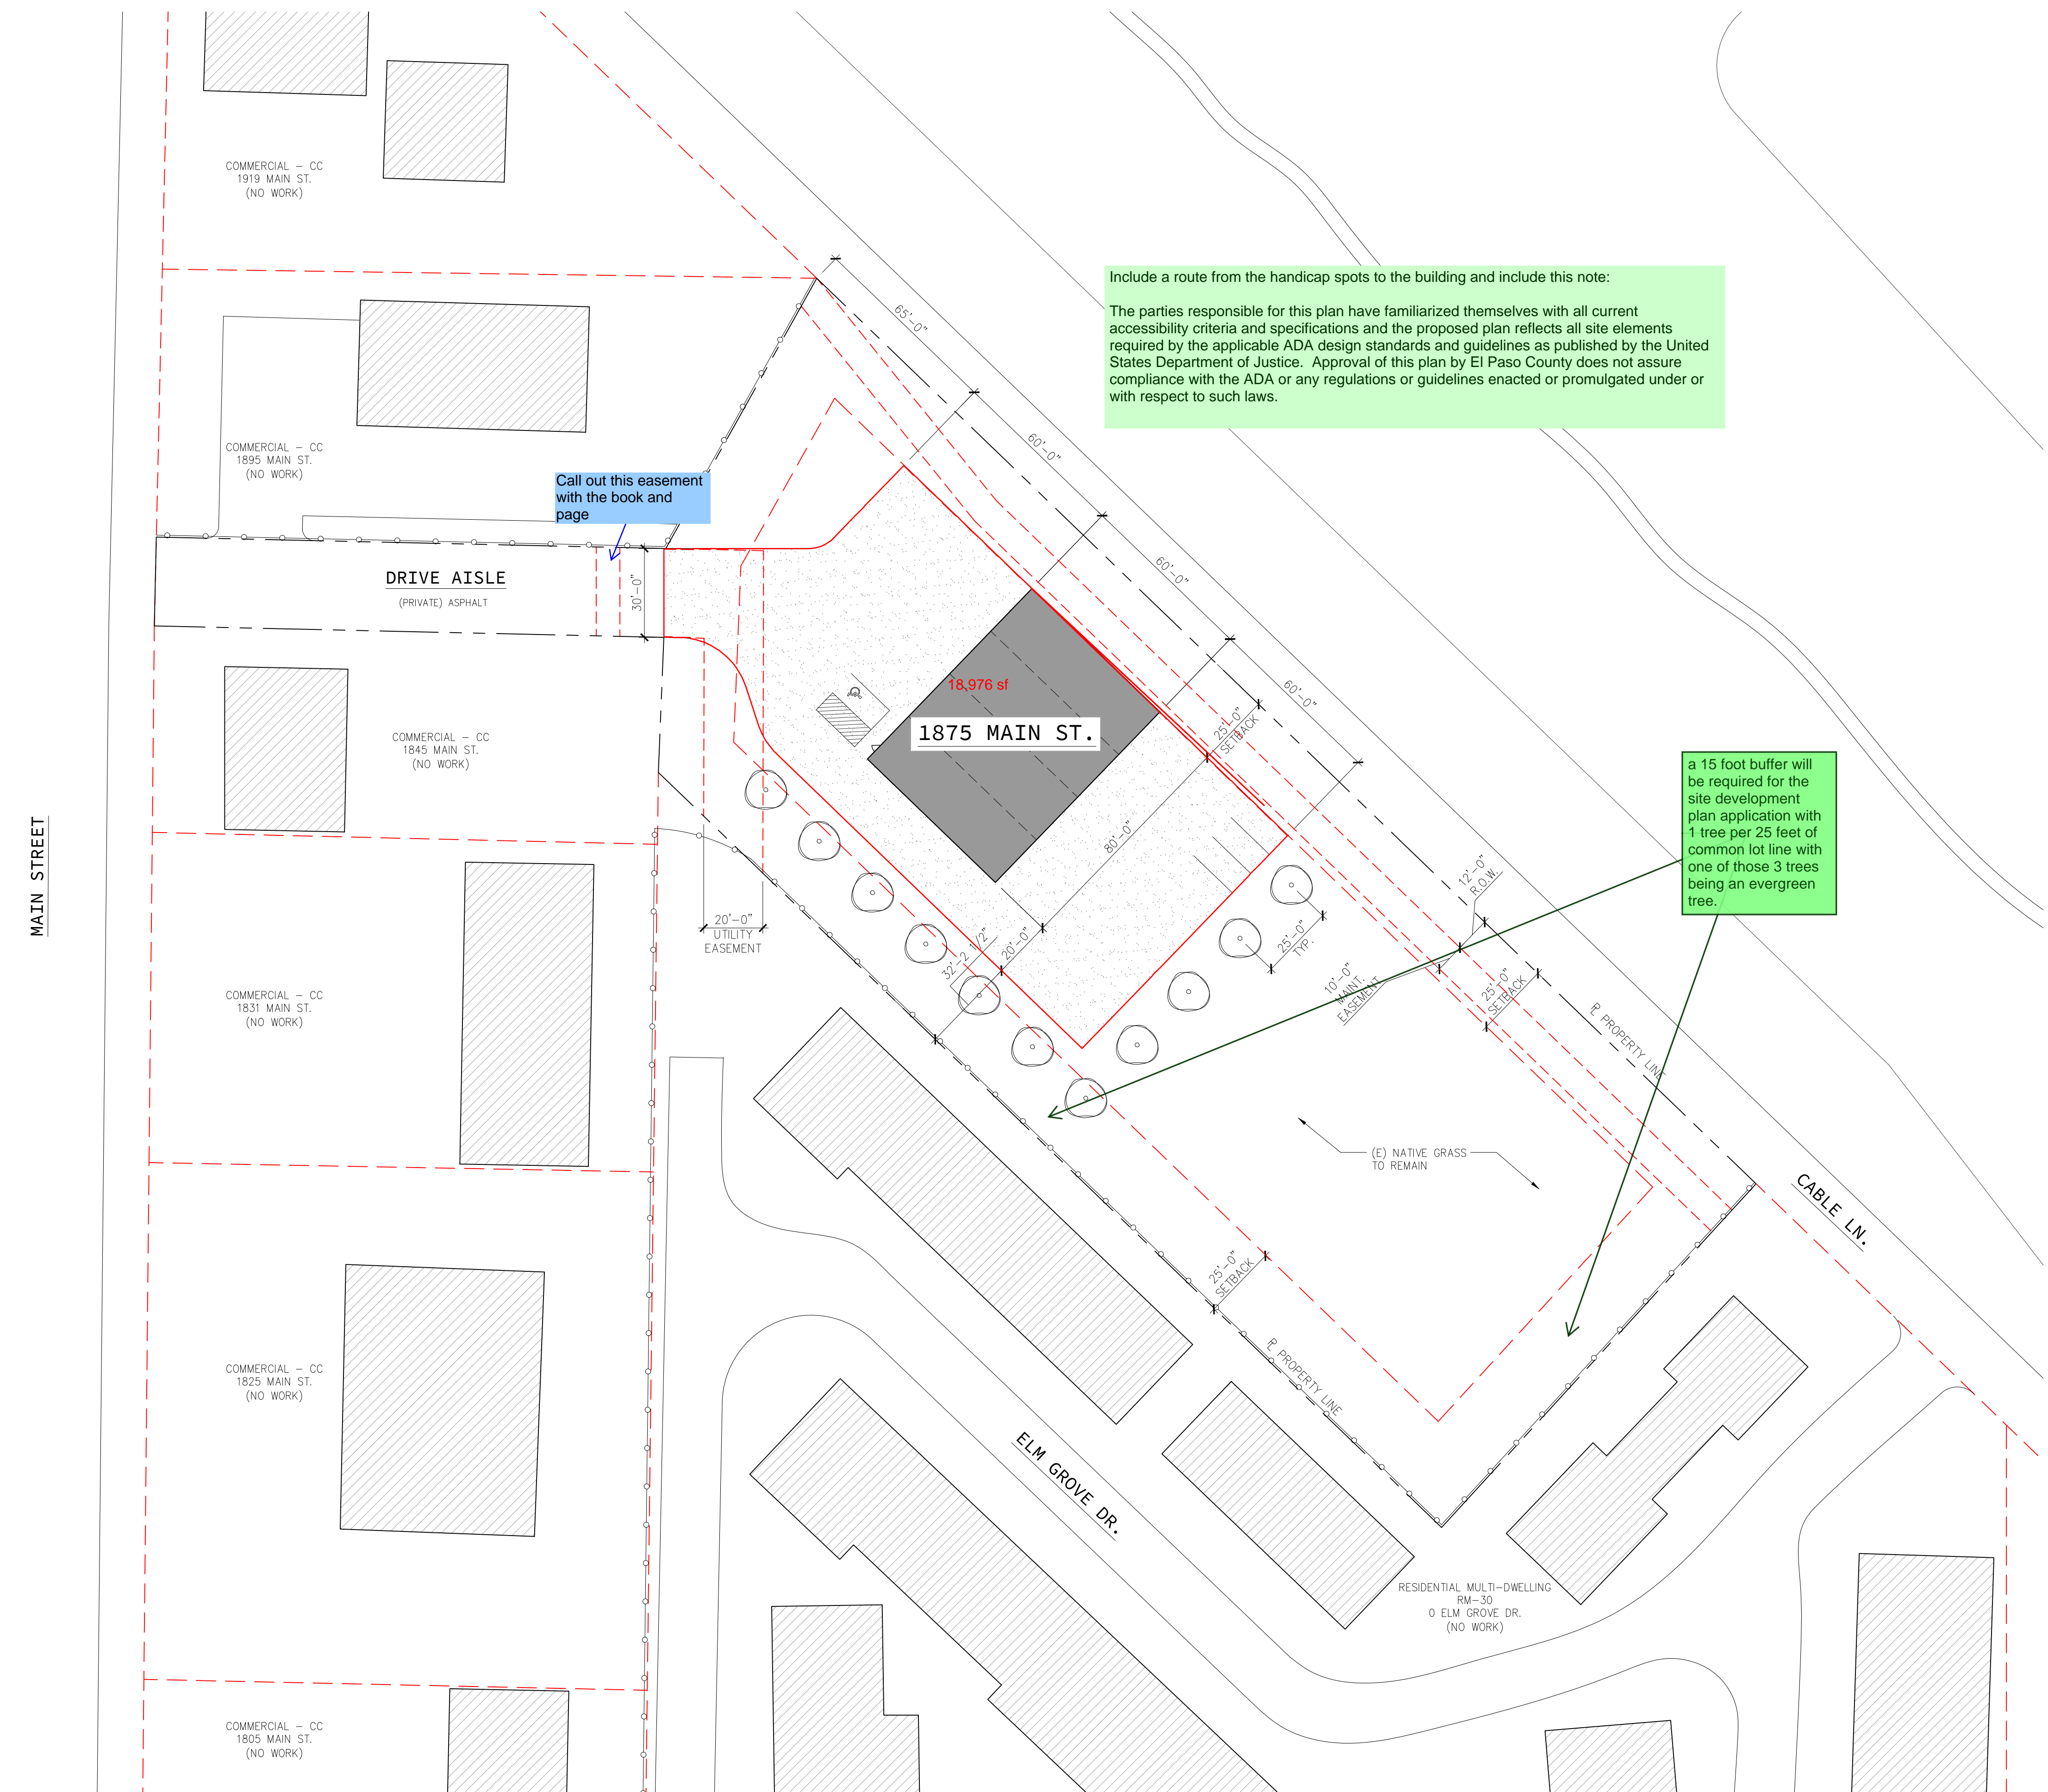 COMMERCIAL – CC
1919 MAIN ST.
(NO WORK)
Include a route from the handicap spots to the building and include this note:
The parties responsible for this plan have familiarized themselves with all current
accessibility criteria and specifications and the proposed plan reflects all site elements
required by the applicable ADA design standards and guidelines as published by the United
States Department of Justice.  Approval of this plan by El Paso County does not assure
compliance with the ADA or any regulations or guidelines enacted or promulgated under or
with respect to such laws.
65'-0"
60'-0"
60'-0"
60'-0"
COMMERCIAL – CC
1895 MAIN ST.
(NO WORK)
Call out this easement
with the book and
page
DRIVE AISLE
(PRIVATE) ASPHALT
30'-0"
18,976 sf
1875 MAIN ST.
25'-0"
SETBACK
COMMERCIAL – CC
1845 MAIN ST.
(NO WORK)
a 15 foot buffer will
be required for the
site development
plan application with
1 tree per 25 feet of
common lot line with
one of those 3 trees
being an evergreen
tree.
MAIN STREET
80'-0"
12'-0"
R.O.W.
20'-0"
UTILITY
EASEMENT
32'-2 1/2"
20'-0"
25'-0"
TYP.
10'-0"
MAINT.
EASEMENT
25'-0"
SETBACK
PL PROPERTY LINE
COMMERCIAL – CC
1831 MAIN ST.
(NO WORK)
(E) NATIVE GRASS
TO REMAIN
CABLE LN.
25'-0"
SETBACK
PL PROPERTY LINE
COMMERCIAL – CC
1825 MAIN ST.
(NO WORK)
ELM GROVE DR.
RESIDENTIAL MULTI-DWELLING
RM-30
0 ELM GROVE DR.
(NO WORK)
COMMERCIAL – CC
1805 MAIN ST.
(NO WORK)